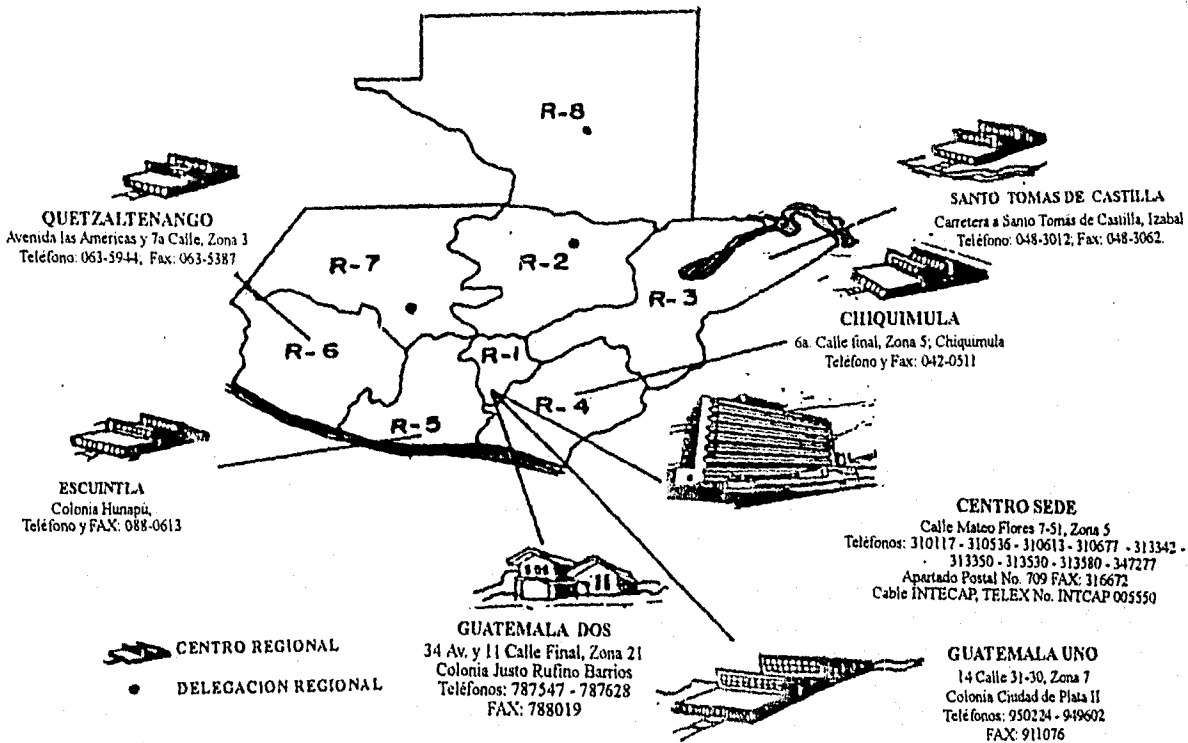 R-8
QUETZALTENANGO
Avenida las Américas y 7a Calle, Zona 3
Teléfono: 063-5944; Fax: 063-5387
SANTO TOMAS DE CASTILLA
Carretera a Santo Tomás de Castilla, Izabal
Teléfono: 048-3012; Fax: 048-3062.
R-7
R-2
R-3
CHIQUIMULA
6a. Calle final, Zona 5; Chiquimula
Teléfono y Fax: 042-0511
R-6
R-1
R-4
R-5
ESCUINTLA
Colonia Hunapú,
Teléfono y FAX: 088-0613
CENTRO SEDE
Calle Mateo Flores 7-51, Zona 5
Teléfonos: 310117 - 310536 - 310613 - 310677 - 313342 -
313350 - 313530 - 313580 - 347277
Apartado Postal No. 709 FAX: 316672
Cable INTECAP, TELEX No. INTCAP 005550
GUATEMALA DOS
34 Av. y 11 Calle Final, Zona 21
Colonia Justo Rufino Barrios
Teléfonos: 787547 - 787628
FAX: 788019
GUATEMALA UNO
14 Calle 31-30, Zona 7
Colonia Ciudad de Plata II
Teléfonos: 950224 - 949602
FAX: 911076
CENTRO REGIONAL
DELEGACION REGIONAL